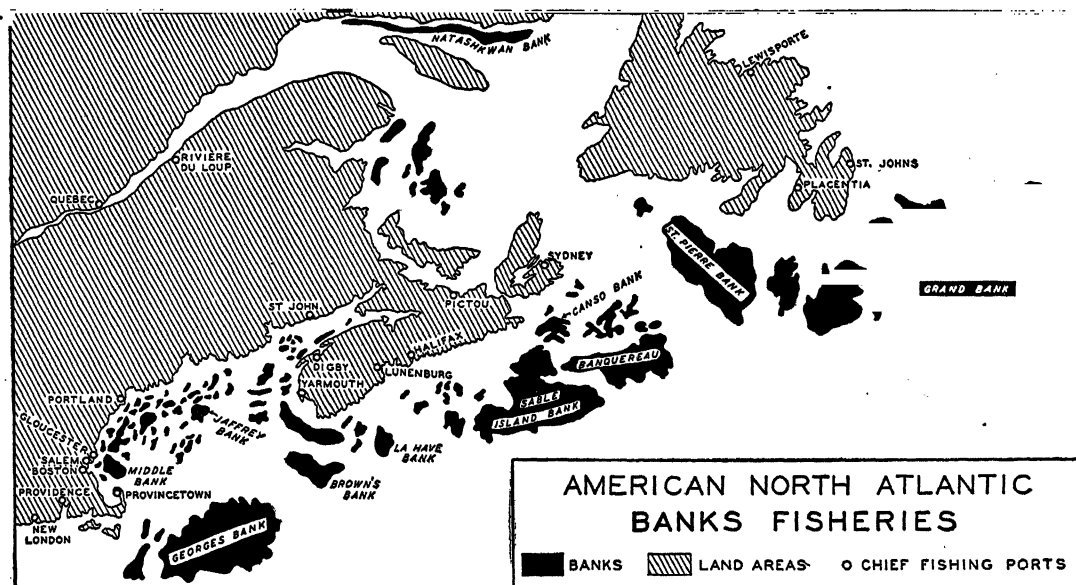 NATASHKWAN BANK
LEWISPORTE
RIVIÈRE
DU LOUP
ST. JOHNS
PLACENTIA
QUEBEC
SYDNEY
ST. PIERRE BANK
CANSO BANK
GRAND BANK
PICTOU
ST JOHN
HALIFAX
DIGBY
LUNENBURG
BANQUEREAU
YARMOUTH
PORTLAND
SABLE
ISLAND BANK
JAFFREY
BANK
GLOUCESTER
LA HAVE
BANK
SALEM
BOSTON
MIDDLE
BANK
BROWN'S
BANK
PROVIDENCE
PROVINCETOWN
NEW
LONDON
GEORGES BANK
AMERICAN NORTH ATLANTIC
BANKS FISHERIES
BANKS LAND AREAS CHIEF FISHING PORTS